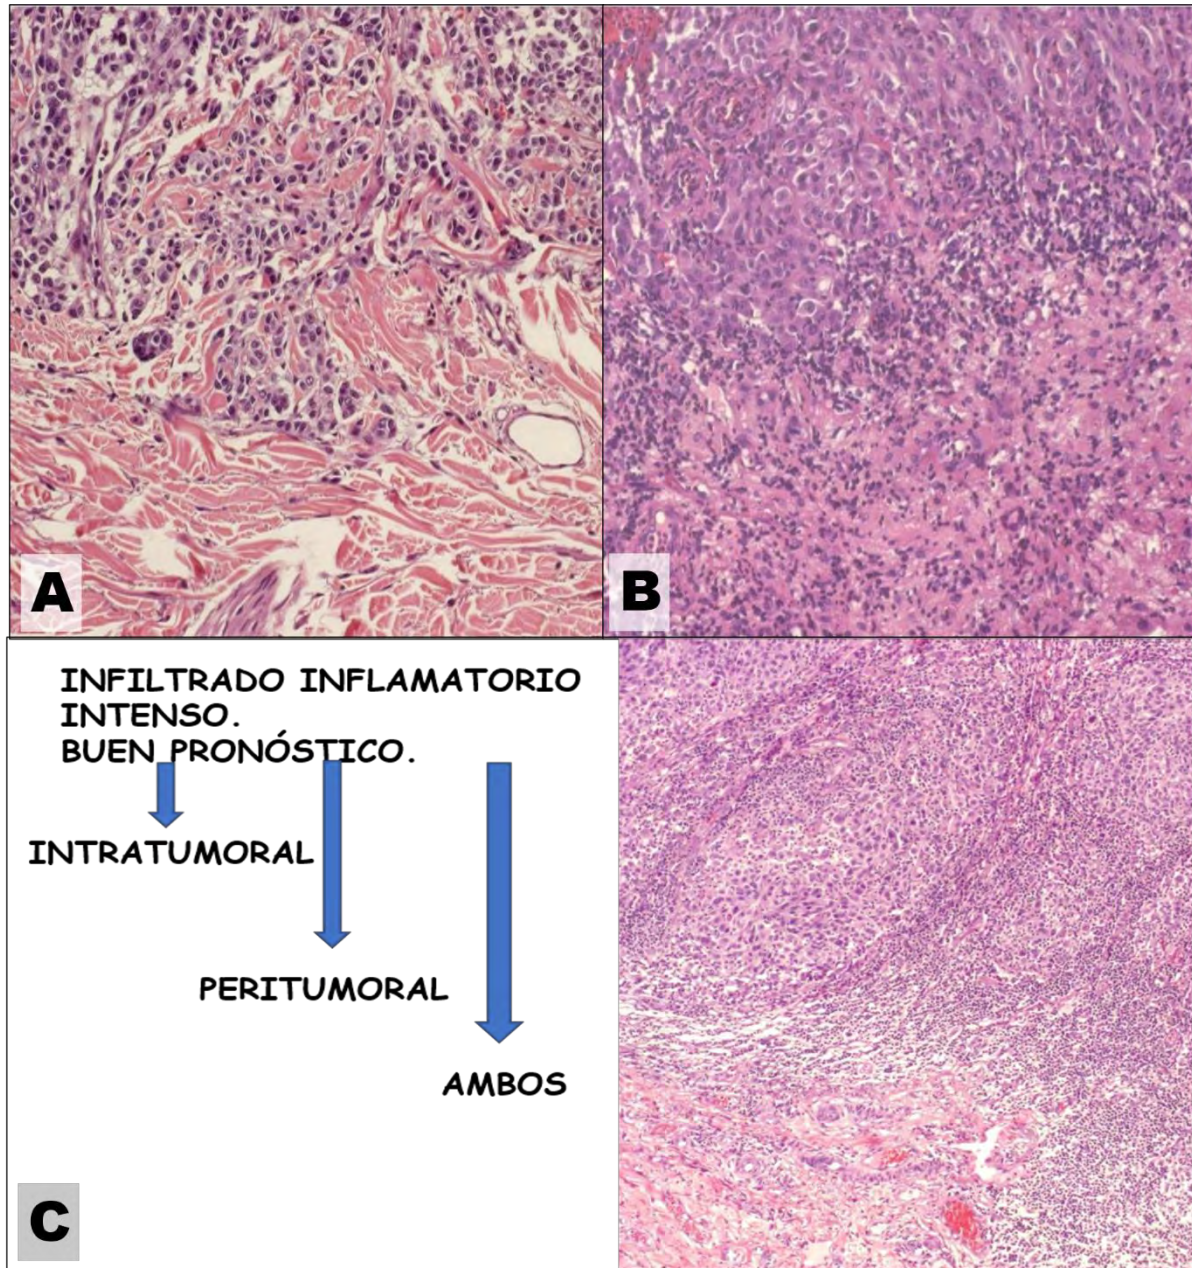 A
B
INFILTRADO INFLAMATORIO
INTENSO.
BUEN PRONÓSTICO.
INTRATUMORAL
PERITUMORAL
AMBOS
C